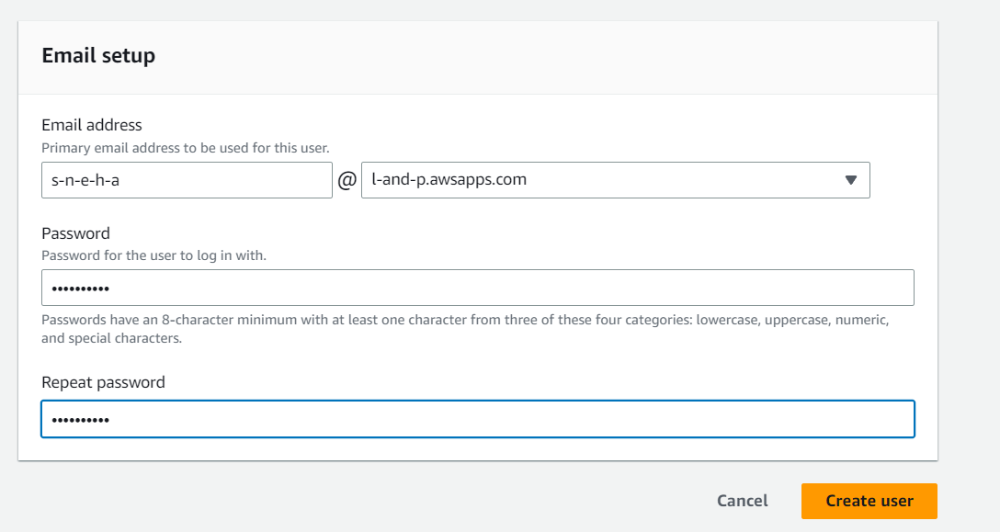 Email setup
Email address
Primary email address to be used for this user.
s-n-e-h-a @ l-and-p.awsapps.com
Password
Password for the user to log in with.
••••••••••
Passwords have an 8-character minimum with at least one character from three of these four categories: lowercase, uppercase, numeric,
and special characters.
Repeat password
••••••••••
Cancel Create user